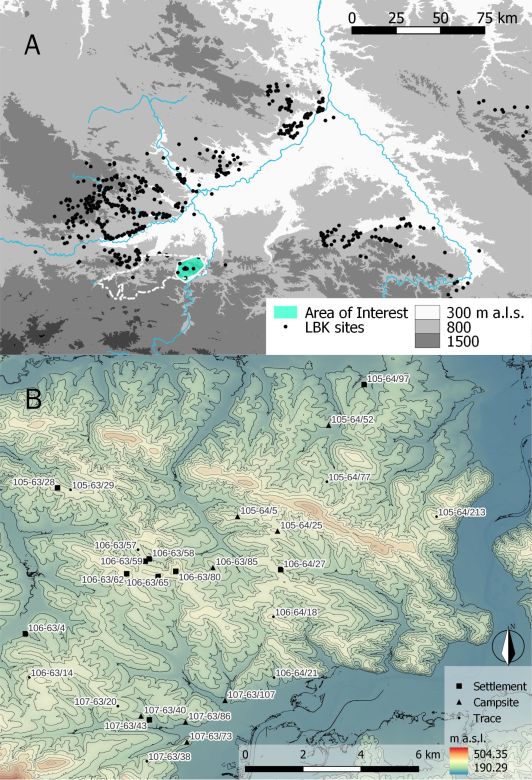 A
0 25 50 75 km
Area of Interest
LBK sites
300 m a.l.s.
800
1500
B
105-64/97
105-64/52
105-63/28
105-63/29
105-64/77
105-64/5
105-64/213
105-64/25
106-63/57
106-63/58
106-63/59
106-63/85
106-64/27
106-63/62
106-63/65
106-63/80
106-64/18
106-63/4
N
106-63/14
106-64/21
107-63/107
107-63/20
107-63/40
107-63/86
107-63/43
107-63/73
107-63/38
Settlement
Campsite
Trace
m a.s.l.
504.35
190.29
0 2 4 6 km